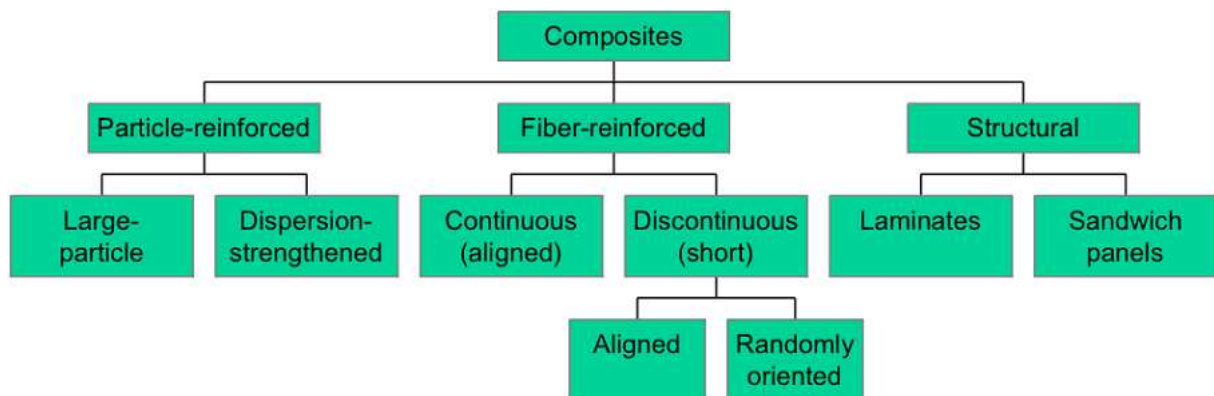 Composites
Particle-reinforced
Fiber-reinforced
Structural
Large-
particle
Dispersion-
strengthened
Continuous
(aligned)
Discontinuous
(short)
Laminates
Sandwich
panels
Aligned
Randomly
oriented